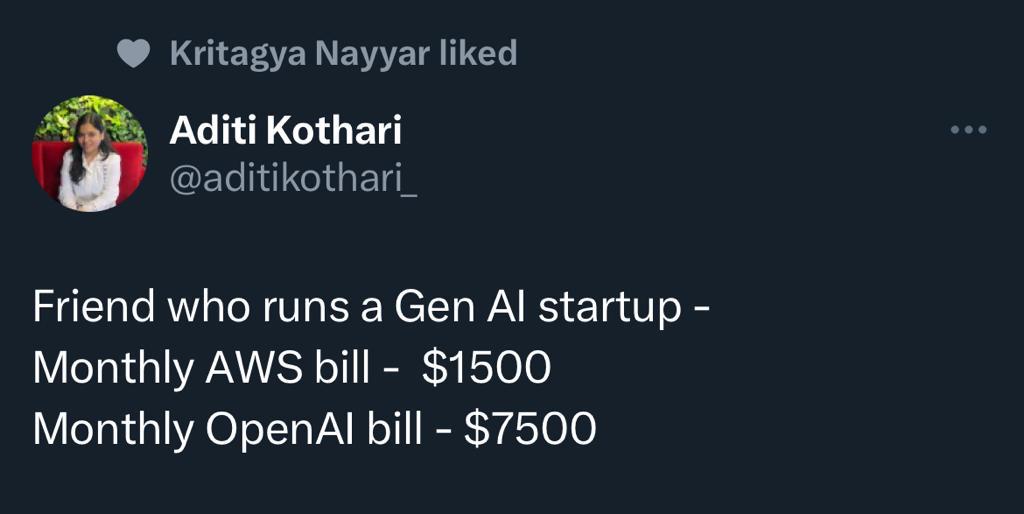 Kritagya Nayyar liked
Aditi Kothari
@aditikothari_
Friend who runs a Gen AI startup -
Monthly AWS bill -  $1500
Monthly OpenAI bill - $7500